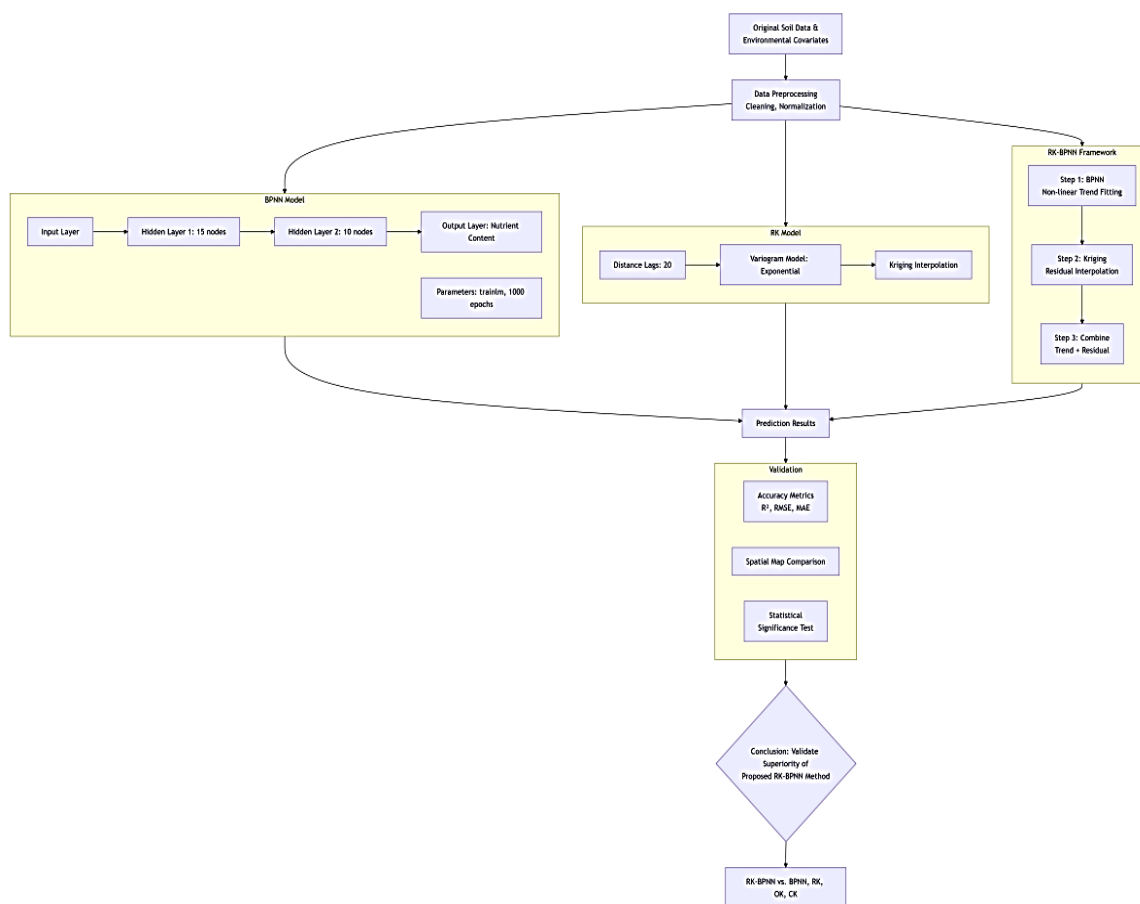 Original Soil Data &
Environmental Covariates
Data Preprocessing
Cleaning, Normalization
BPNN Model
Input Layer
Hidden Layer 1: 15 nodes
Hidden Layer 2: 10 nodes
Output Layer: Nutrient
Content
Parameters: trainlm, 1000
epochs
RK Model
Distance Lags: 20
Variogram Model:
Exponential
Kriging Interpolation
RK-BPNN Framework
Step 1: BPNN
Non-linear Trend Fitting
Step 2: Kriging
Residual Interpolation
Step 3: Combine
Trend + Residual
Prediction Results
Validation
Accuracy Metrics
R², RMSE, MAE
Spatial Map Comparison
Statistical
Significance Test
Conclusion: Validate
Superiority of
Proposed RK-BPNN Method
RK-BPNN vs. BPNN, RK,
OK, CK